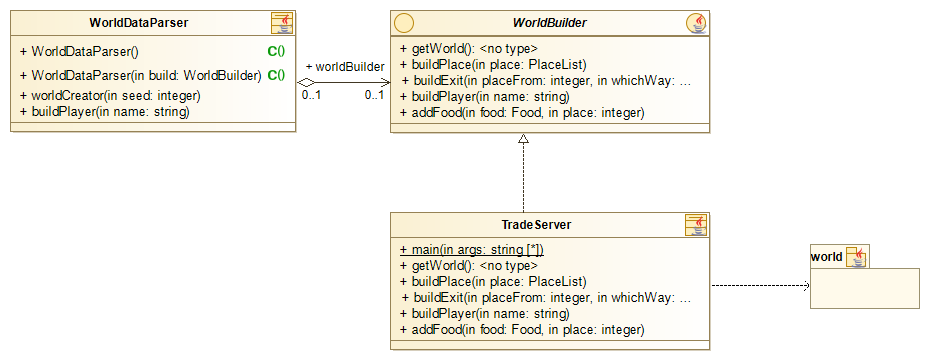 WorldDataParser
+ WorldDataParser() C()
+ WorldDataParser(in build: WorldBuilder) C()
+ worldCreator(in seed: integer)
+ buildPlayer(in name: string)
+ worldBuilder
0..1
0..1
WorldBuilder
+ getWorld(): <no type>
+ buildPlace(in place: PlaceList)
+ buildExit(in placeFrom: integer, in whichWay: ...
+ buildPlayer(in name: string)
+ addFood(in food: Food, in place: integer)
TradeServer
+ main(in args: string [*])
+ getWorld(): <no type>
+ buildPlace(in place: PlaceList)
+ buildExit(in placeFrom: integer, in whichWay: ...
+ buildPlayer(in name: string)
+ addFood(in food: Food, in place: integer)
world